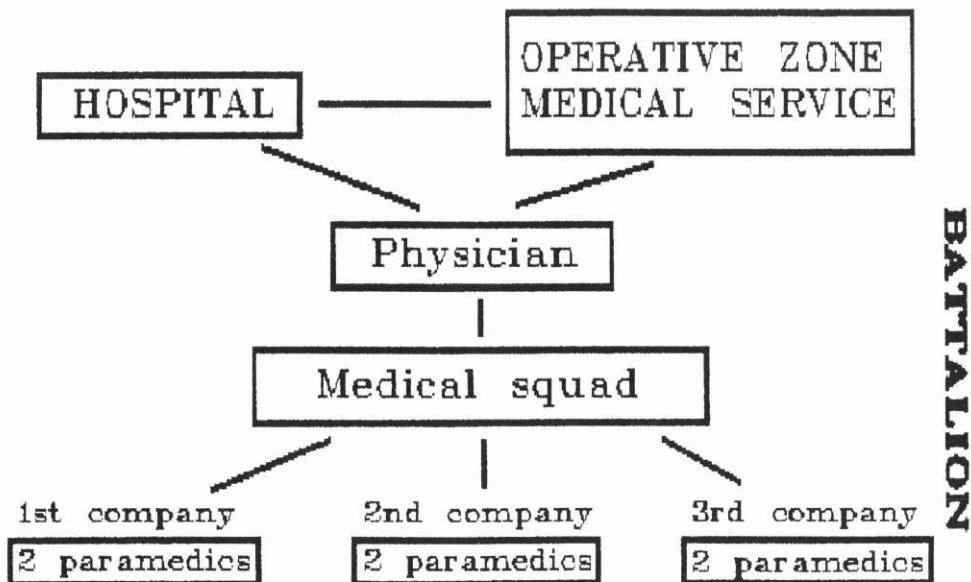 HOSPITAL
OPERATIVE ZONE
MEDICAL SERVICE
Physician
Medical squad
1st company
2 paramedics
2nd company
2 paramedics
3rd company
2 paramedics
BATTALION